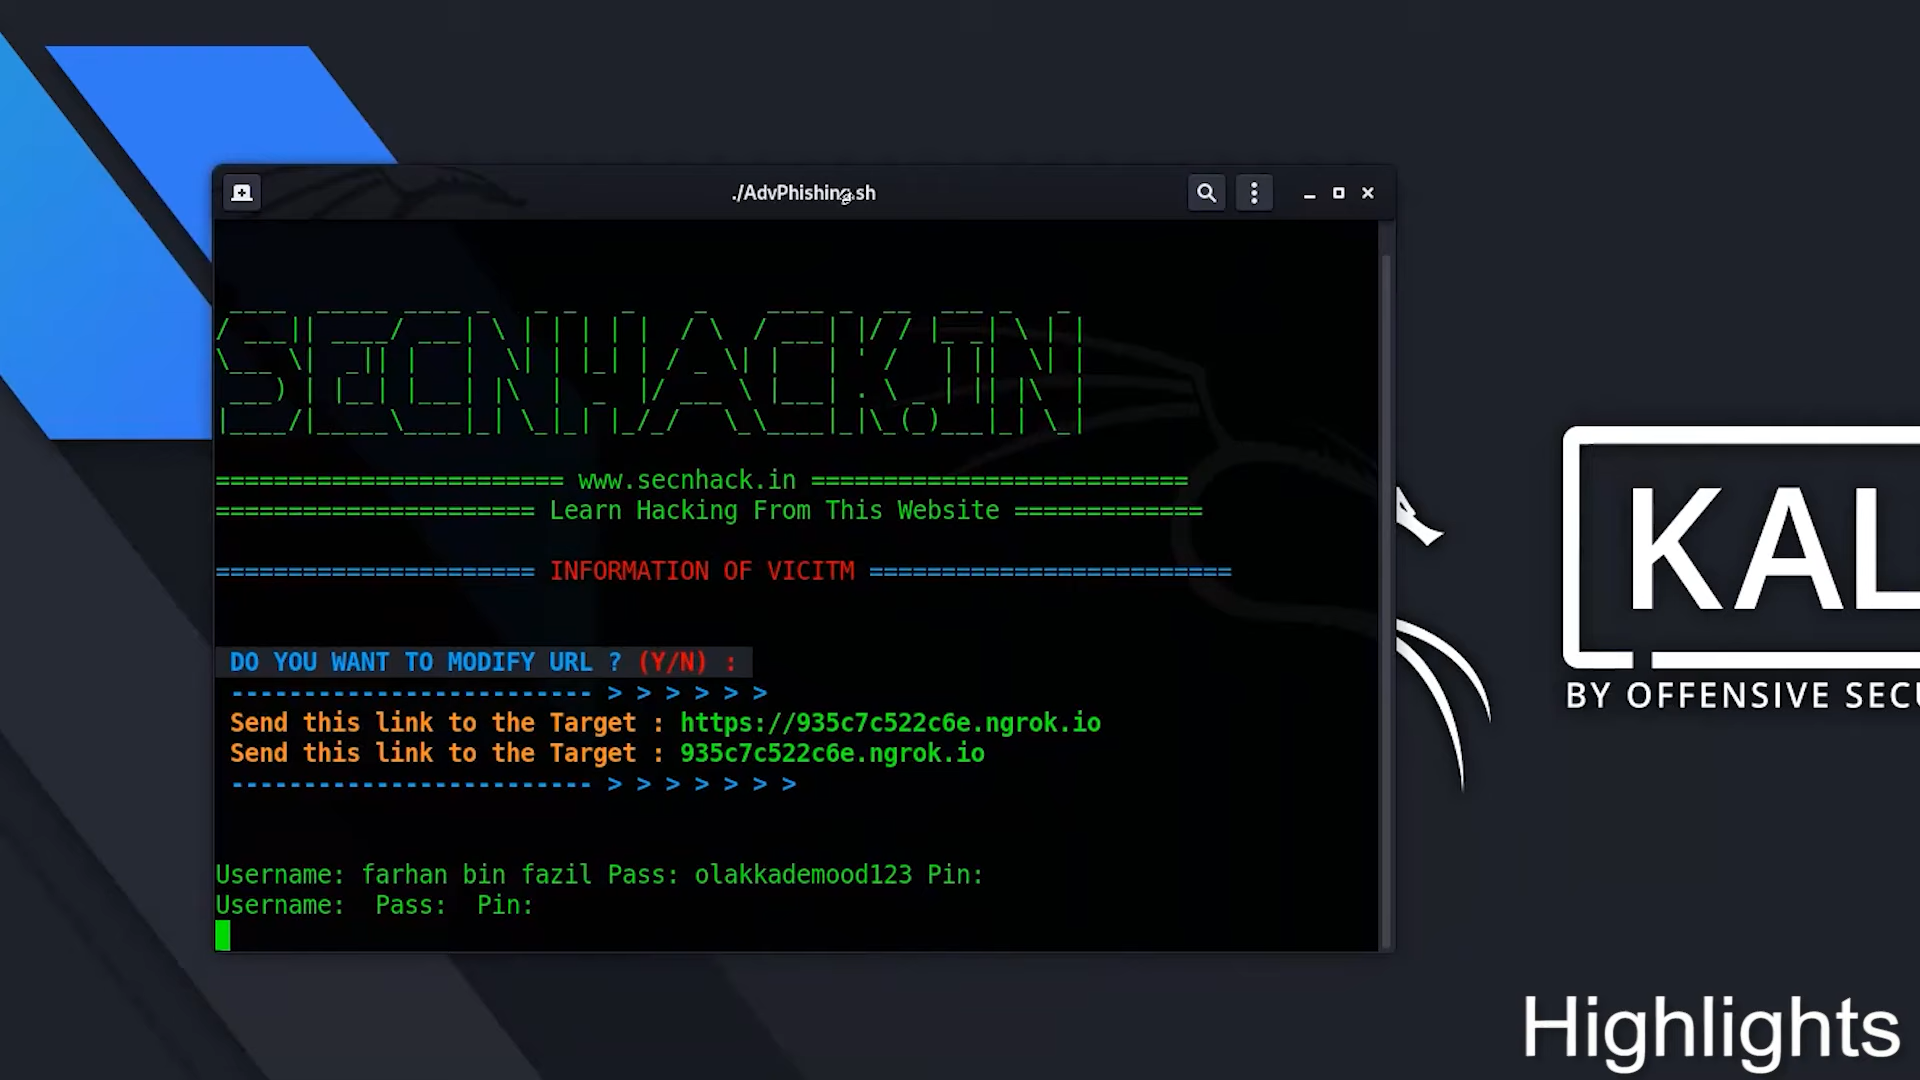 ./AdvPhishing.sh
SECNHACK.IN
======================== www.secnhack.in ==========================
====================== Learn Hacking From This Website =============
====================== INFORMATION OF VICITM =========================
DO YOU WANT TO MODIFY URL ? (Y/N) :
------------------------- > > > > > >
Send this link to the Target : https://935c7c522c6e.ngrok.io
Send this link to the Target : 935c7c522c6e.ngrok.io
------------------------- > > > > > > >
Username: farhan bin fazil Pass: olakkademood123 Pin:
Username:  Pass:  Pin:
KAL
BY OFFENSIVE SECU
Highlights